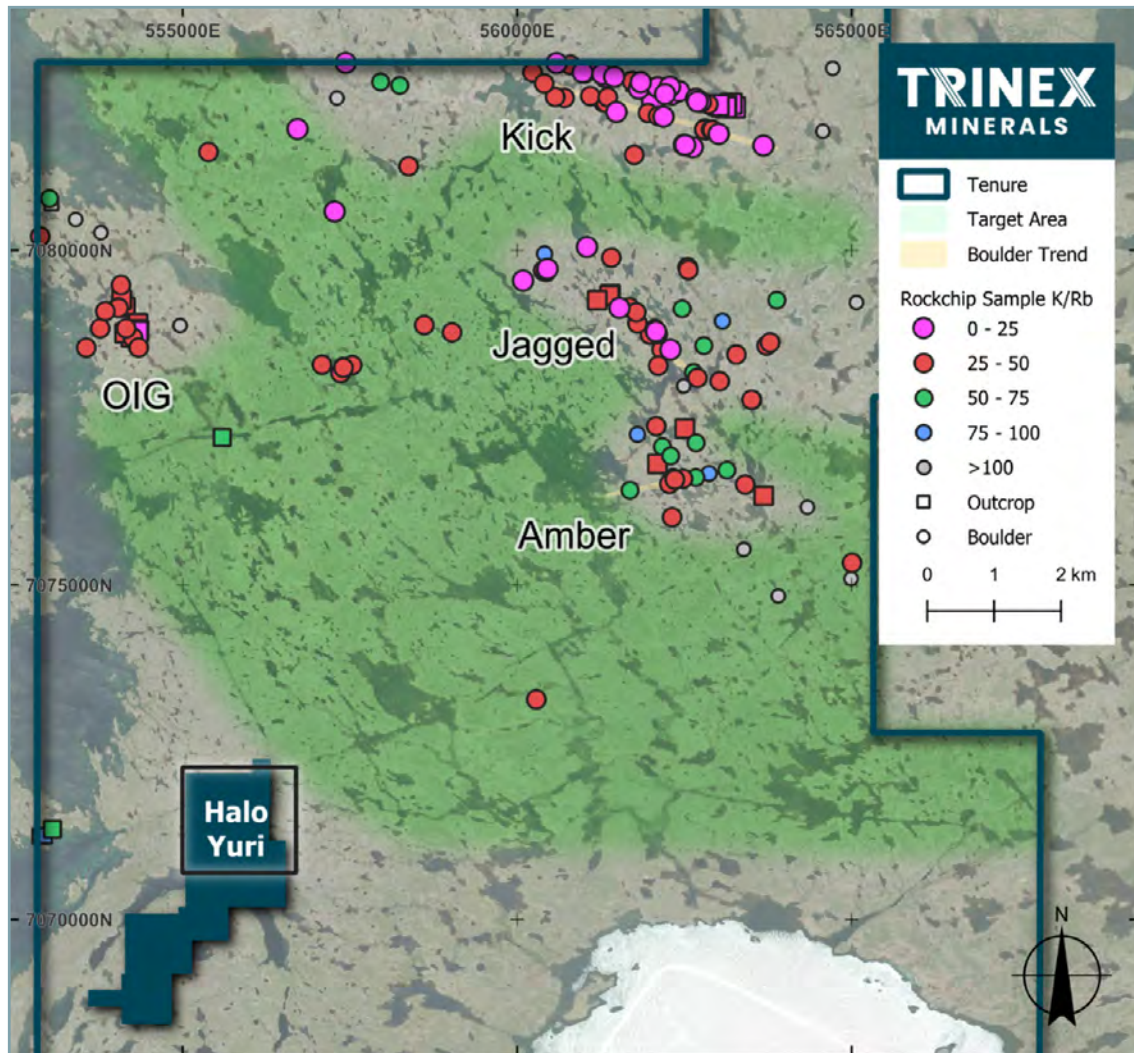 555000E
560000E
565000E
TRINEX
MINERALS
Tenure
Target Area
Boulder Trend
Rockchip Sample K/Rb
0 - 25
25 - 50
50 - 75
75 - 100
>100
Outcrop
Boulder
0 1 2 km
Kick
7080000N
Jagged
OIG
Amber
7075000N
Halo
Yuri
7070000N
N